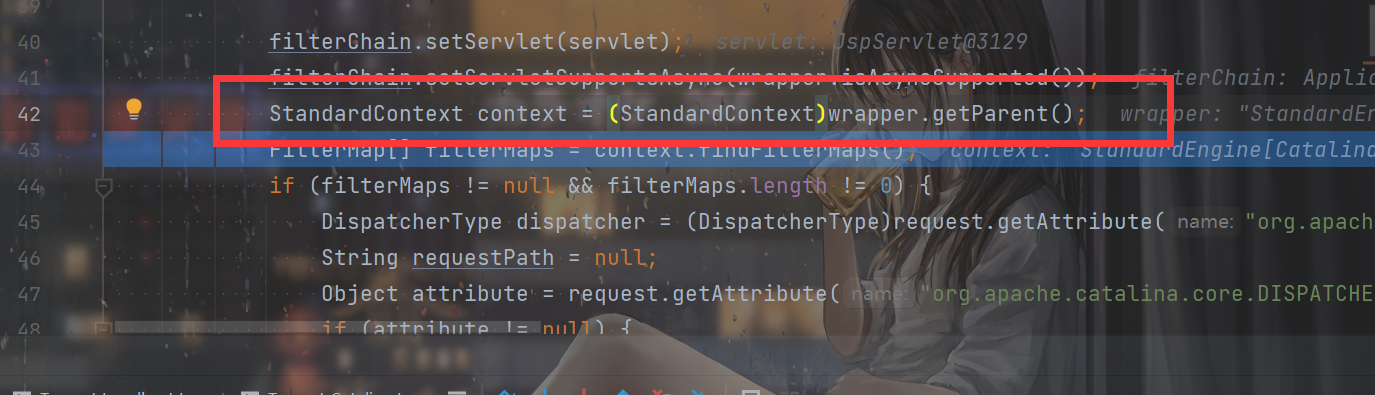 39
40 filterChain.setServlet(servlet); servlet: JspServlet@3129
41 filterChain.setServletSupportsAsync(wrapper.isAsyncSupported()); filterChain: Applic
42 StandardContext context = (StandardContext)wrapper.getParent(); wrapper: "StandardEn
43 FilterMap[] filterMaps = context.findFilterMaps(); context: "StandardEngine[Catalina
44 if (filterMaps != null && filterMaps.length != 0) {
45 DispatcherType dispatcher = (DispatcherType)request.getAttribute( name: "org.apach
46 String requestPath = null;
47 Object attribute = request.getAttribute( name: "org.apache.catalina.core.DISPATCHE
48 if (attribute != null) {